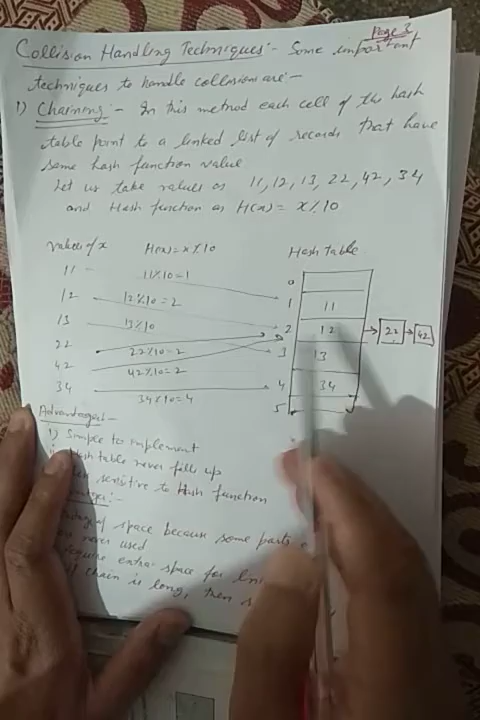 Page 3
Collision Handling Techniques:- Some important
techniques to handle collosions are:-
1) Chaining:- In this method each cell of the hash
table point to a linked list of records that have
same hash function value
Let us take values as 11, 12, 13, 22, 42, 34
and Hash function as H(x) = x%10
values of x H(x) = x%10 Hash table
0
11 11%10=1 1 11
12 12%10=2 2 12 22 42
13 13%10 3 13
22 22%10=2
42 42%10=2
34 34%10=4 4 34
5
Advantages:-
1) Simple to implement
Hash table never fills up
sensitive to Hash function
of space because some parts
never used
require extra space for
chain is long, then